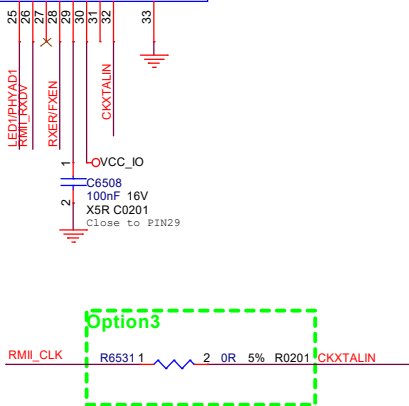 25
26
27
28
29
30
31
32
33
LED1/PHYAD1
RMII_RXDV
RXER/FXEN
CKXTALIN
VCC_IO
1
2
C6508
100nF 16V
X5R C0201
Close to PIN29
Option3
RMII_CLK R6531 1 2 0R 5% R0201 CKXTALIN